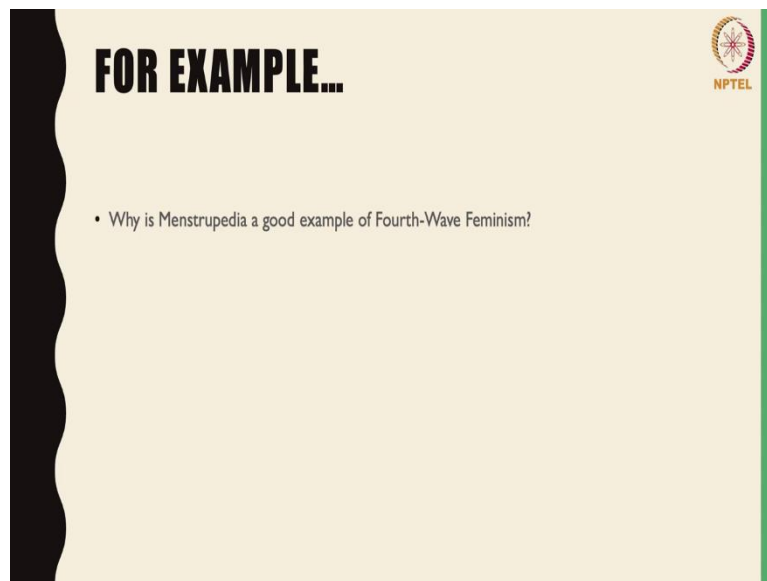 FOR EXAMPLE...
NPTEL
• Why is Menstrupedia a good example of Fourth-Wave Feminism?